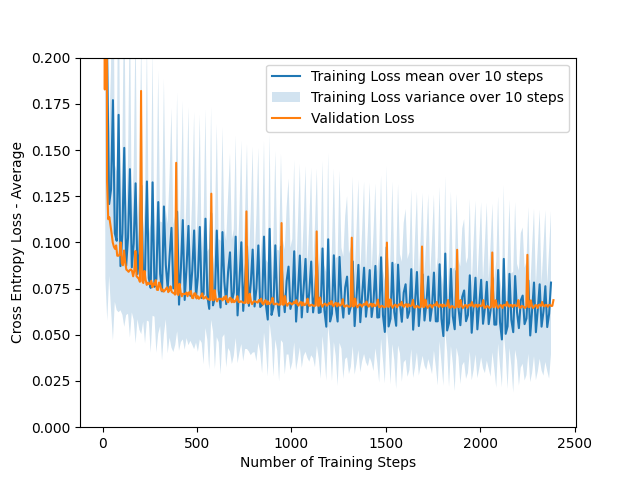 0.200
0.175
0.150
0.125
0.100
0.075
0.050
0.025
0.000
Cross Entropy Loss - Average
Training Loss mean over 10 steps
Training Loss variance over 10 steps
Validation Loss
0 500 1000 1500 2000 2500
Number of Training Steps